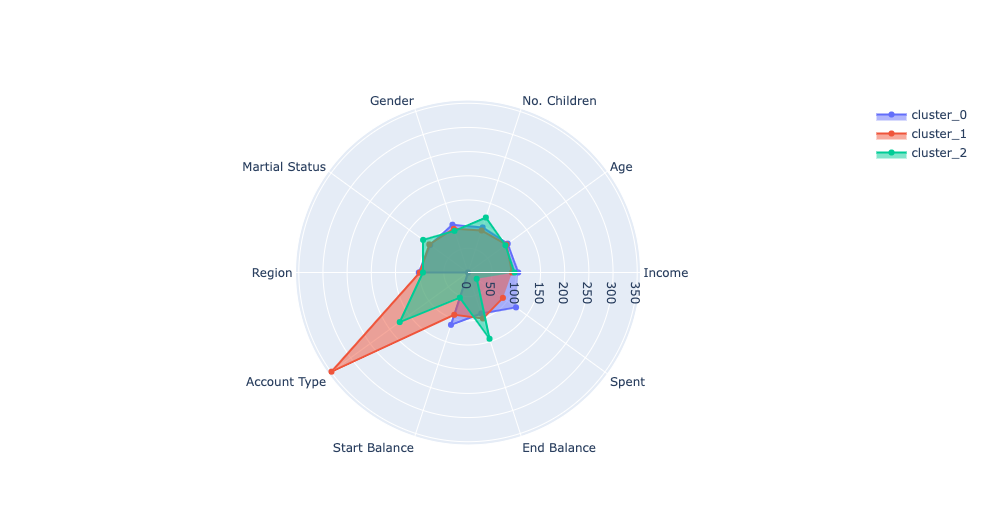 Gender
No. Children
cluster_0
cluster_1
cluster_2
Martial Status
Age
Region
Income
0
50
100
150
200
250
300
350
Account Type
Spent
Start Balance
End Balance